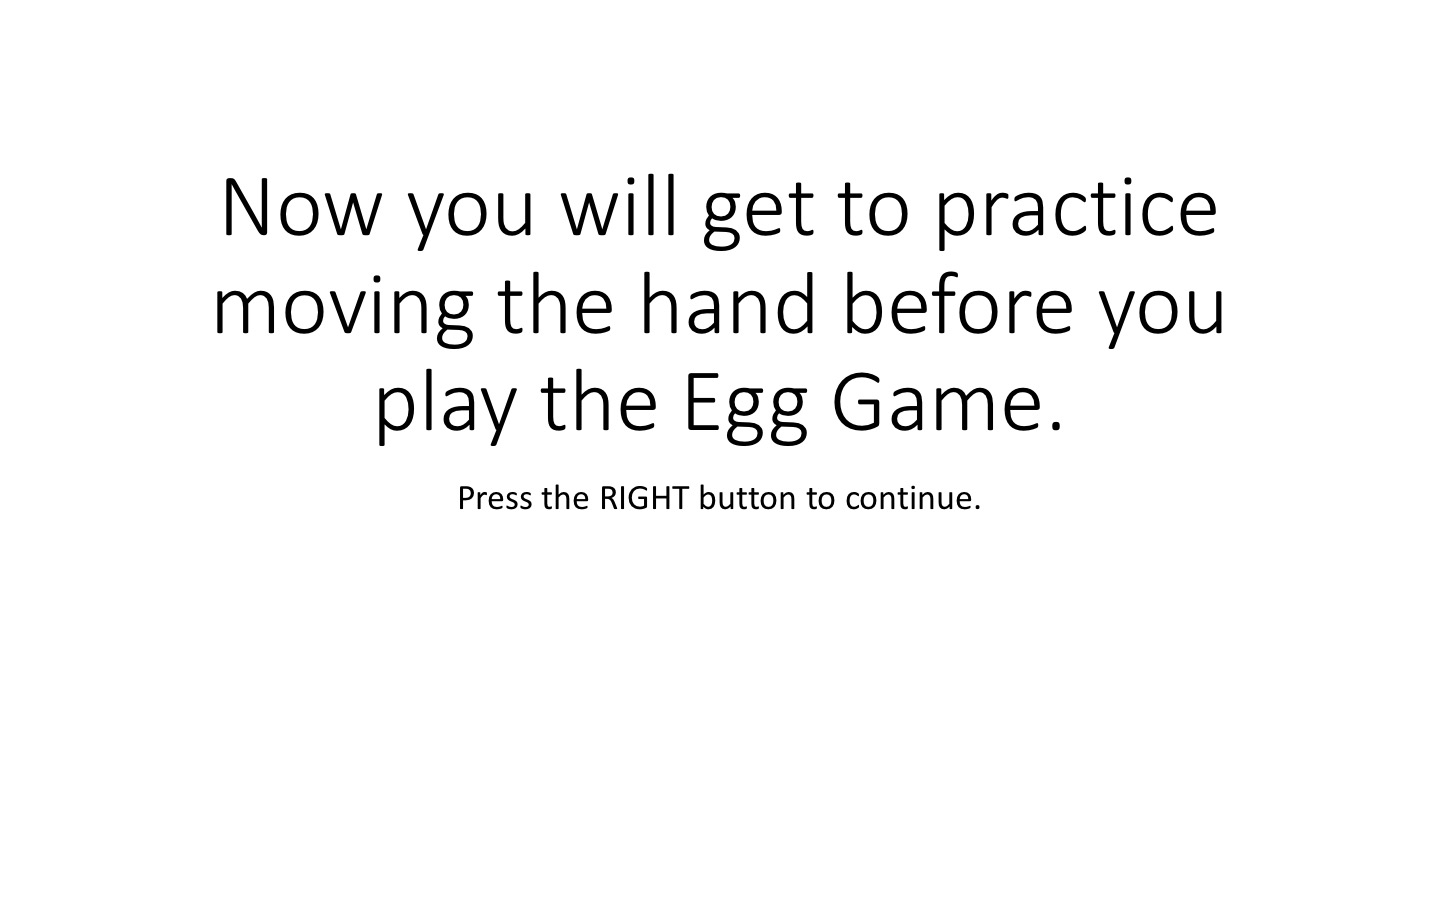 Now you will get to practice
moving the hand before you
play the Egg Game.
Press the RIGHT button to continue.